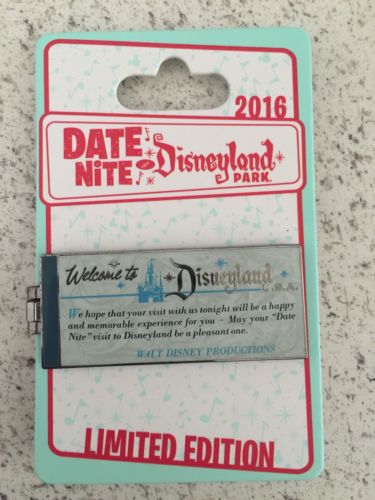 2016
DATE
NiTE at Disneyland
PARK
Welcome to Disneyland
U.S.A.
We hope that your visit with us tonight will be a happy
and memorable experience for you - May your "Date
Nite" visit to Disneyland be a pleasant one.
WALT DISNEY PRODUCTIONS
LIMITED EDITION